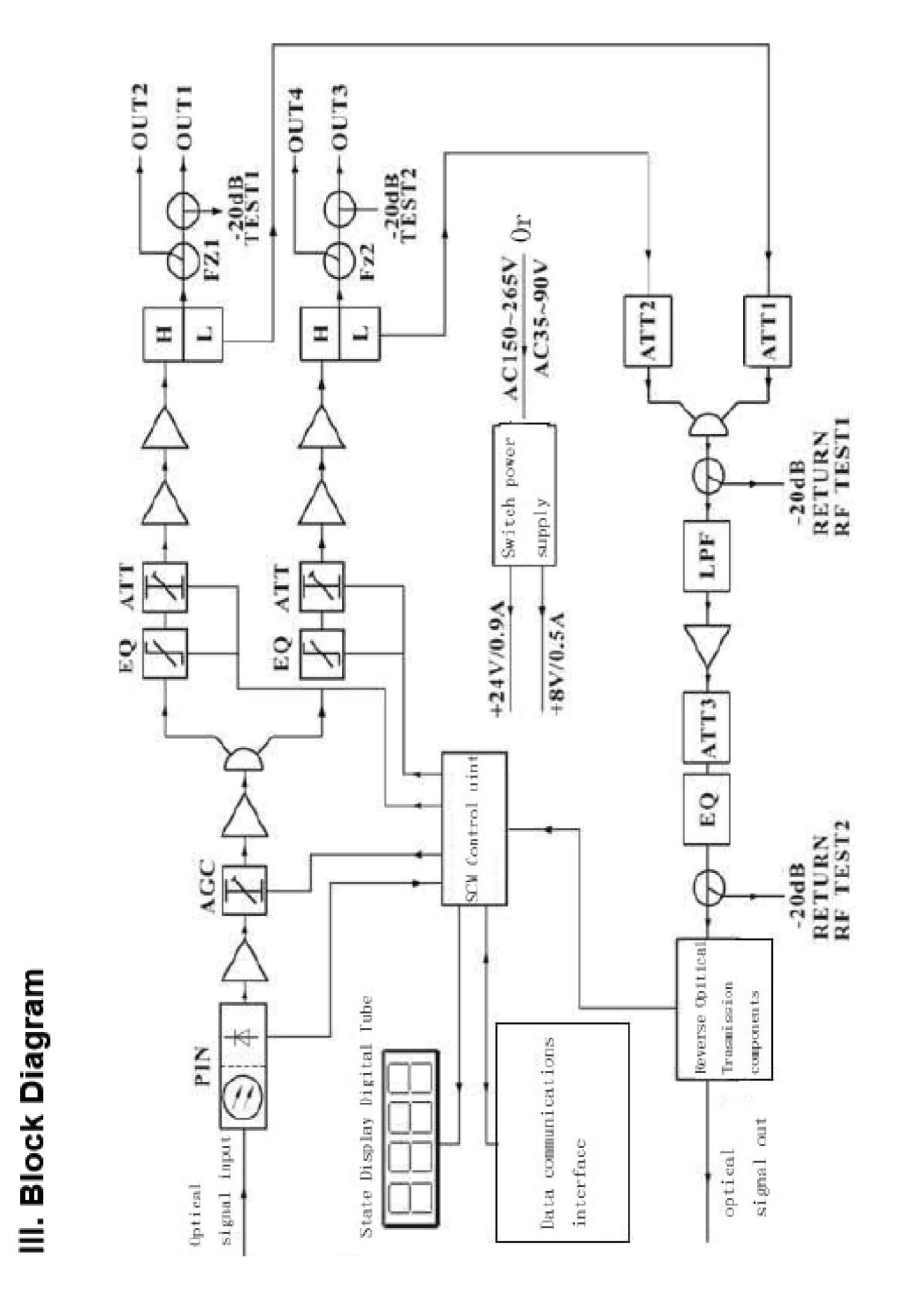 III. Block Diagram
OUT2
OUT1
FZ1
-20dB
TEST1
OUT4
OUT3
Fz2
-20dB
TEST2
H
L
H
L
EQ
ATT
EQ
ATT
AGC
PIN
Optical
signal input
State Display Digital Tube
Data communications
interface
SCM Control uint
+24V/0.9A
+8V/0.5A
Switch power
supply
AC150~265V Or
AC35~90V
ATT2
ATT1
-20dB
RETURN
RF TEST1
LPF
ATT3
EQ
-20dB
RETURN
RF TEST2
Reverse Opitical
Trasmission
components
optical
signal out